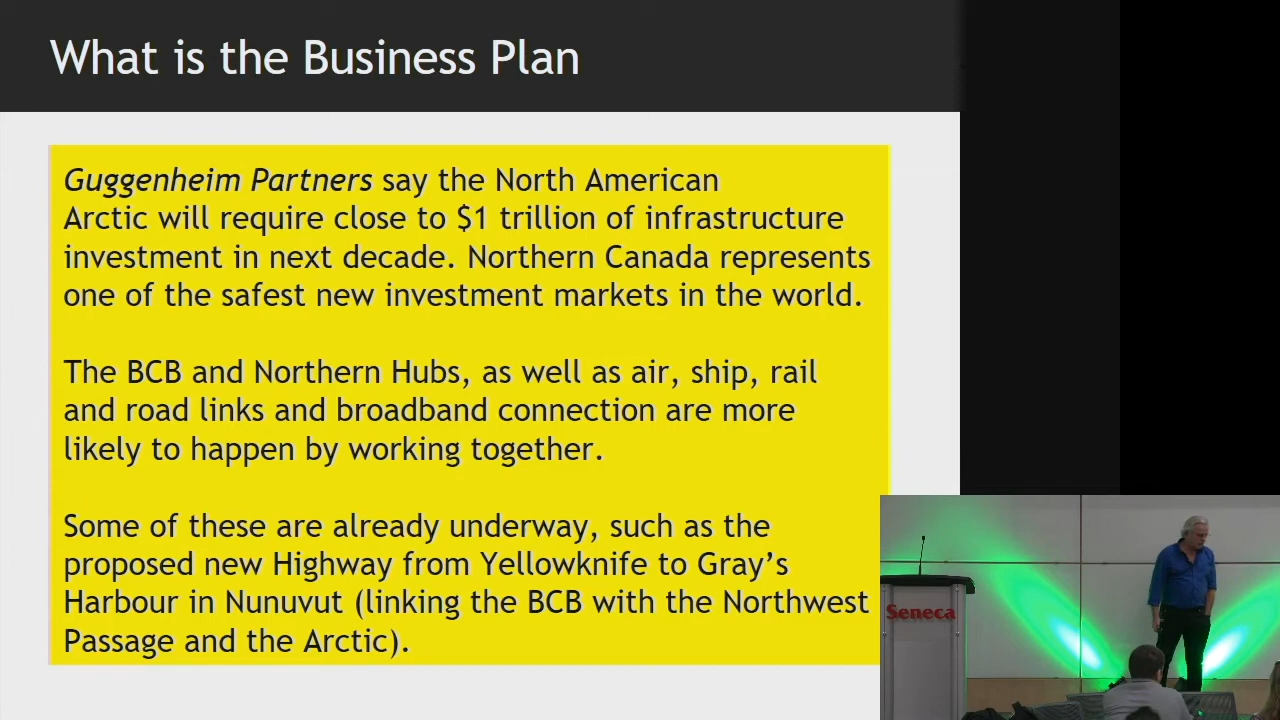 What is the Business Plan
Guggenheim Partners say the North American
Arctic will require close to $1 trillion of infrastructure
investment in next decade. Northern Canada represents
one of the safest new investment markets in the world.
The BCB and Northern Hubs, as well as air, ship, rail
and road links and broadband connection are more
likely to happen by working together.
Some of these are already underway, such as the
proposed new Highway from Yellowknife to Gray’s
Harbour in Nunuvut (linking the BCB with the Northwest
Passage and the Arctic).
Seneca